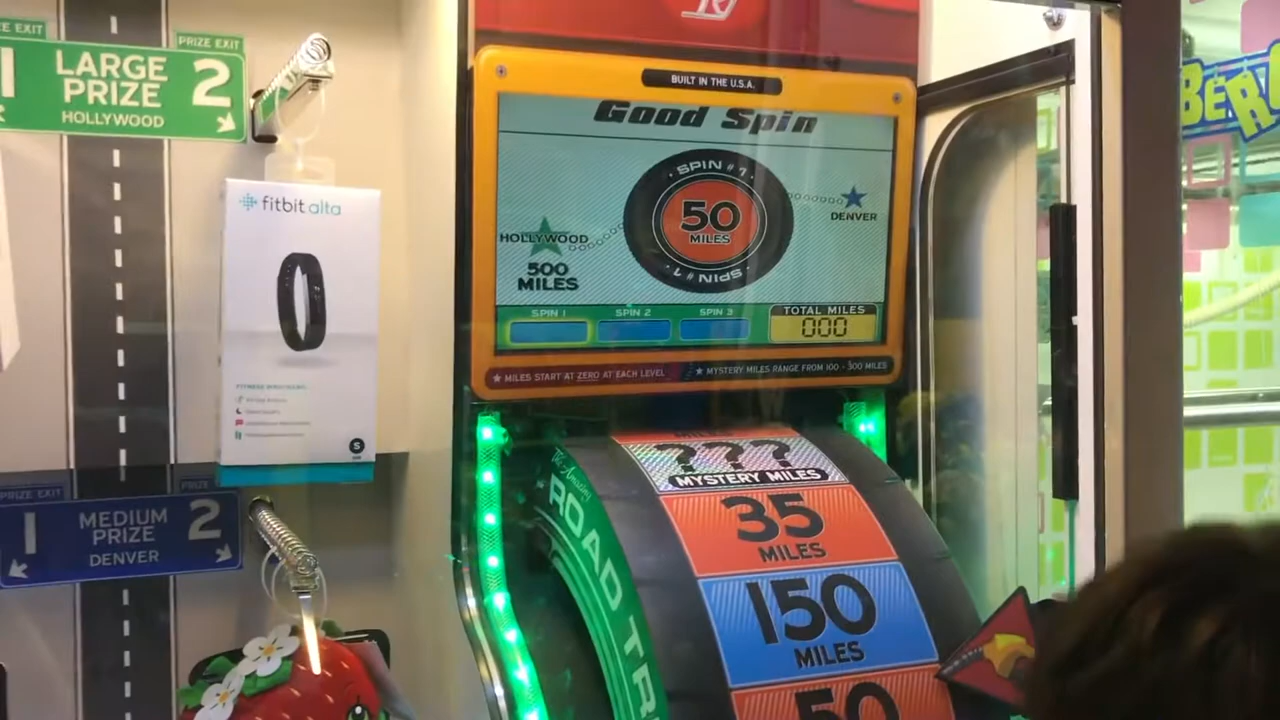 PRIZE EXIT
LARGE
PRIZE
HOLLYWOOD
2
1
fitbit alta
S
PRIZE EXIT
PRIZE
1
MEDIUM
PRIZE
DENVER
2
BUILT IN THE U.S.A.
Good Spin
SPIN #1
50
MILES
SPIN #1
HOLLYWOOD
500
MILES
DENVER
SPIN 1
SPIN 2
SPIN 3
TOTAL MILES
000
★ MILES START AT ZERO AT EACH LEVEL
★ MYSTERY MILES RANGE FROM 100 - 300 MILES
???
MYSTERY MILES
35
MILES
150
MILES
50
The Amazing
ROAD TR